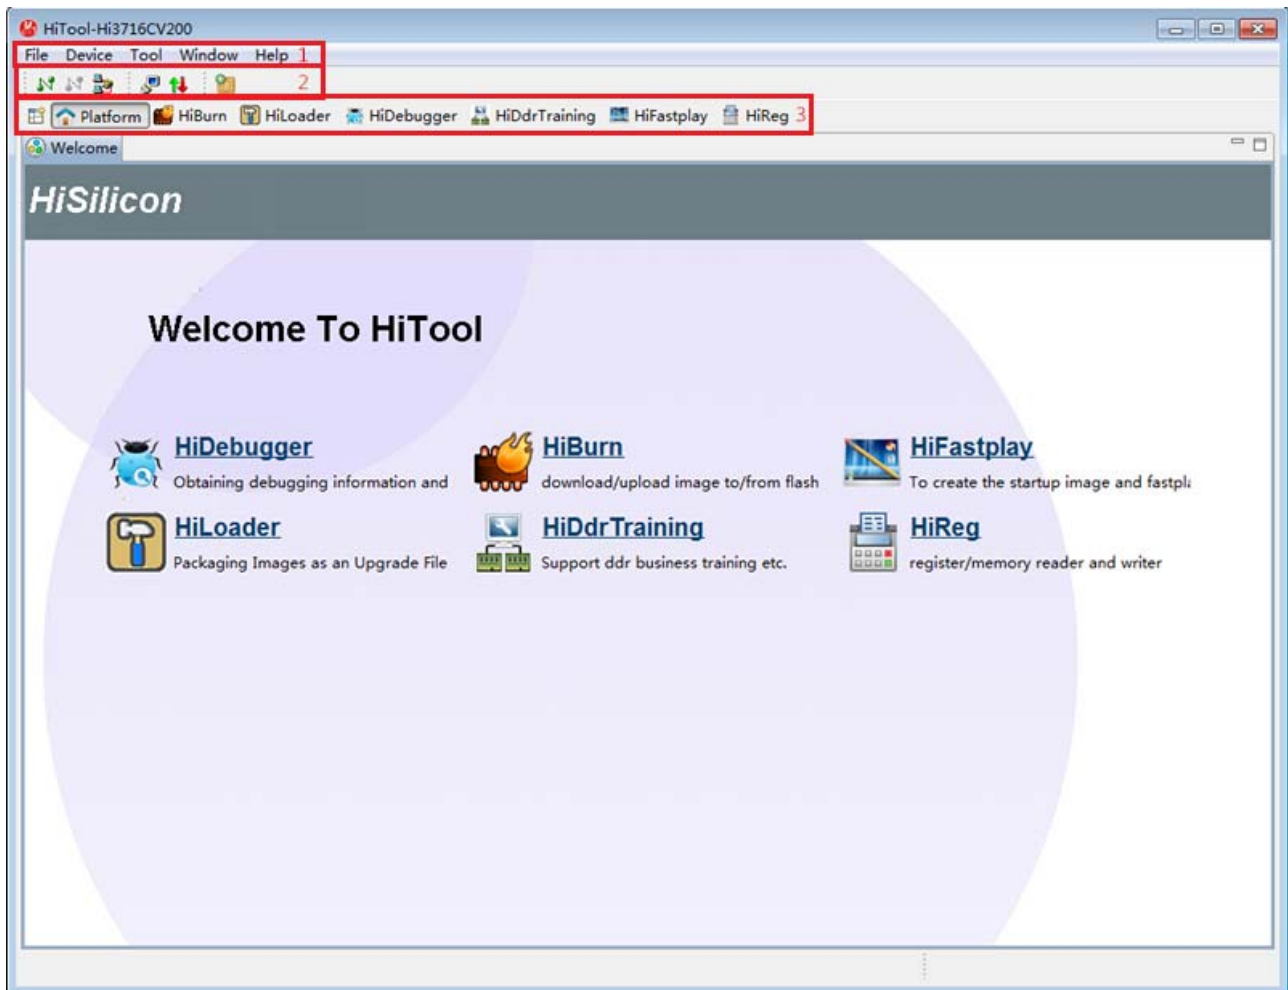 HiTool-Hi3716CV200
File Device Tool Window Help 1
2
Platform HiBurn HiLoader HiDebugger HiDdrTraining HiFastplay HiReg 3
Welcome
HiSilicon
Welcome To HiTool
HiDebugger HiBurn HiFastplay
Obtaining debugging information and download/upload image to/from flash To create the startup image and fastpla
HiLoader HiDdrTraining HiReg
Packaging Images as an Upgrade File Support ddr business training etc. register/memory reader and writer